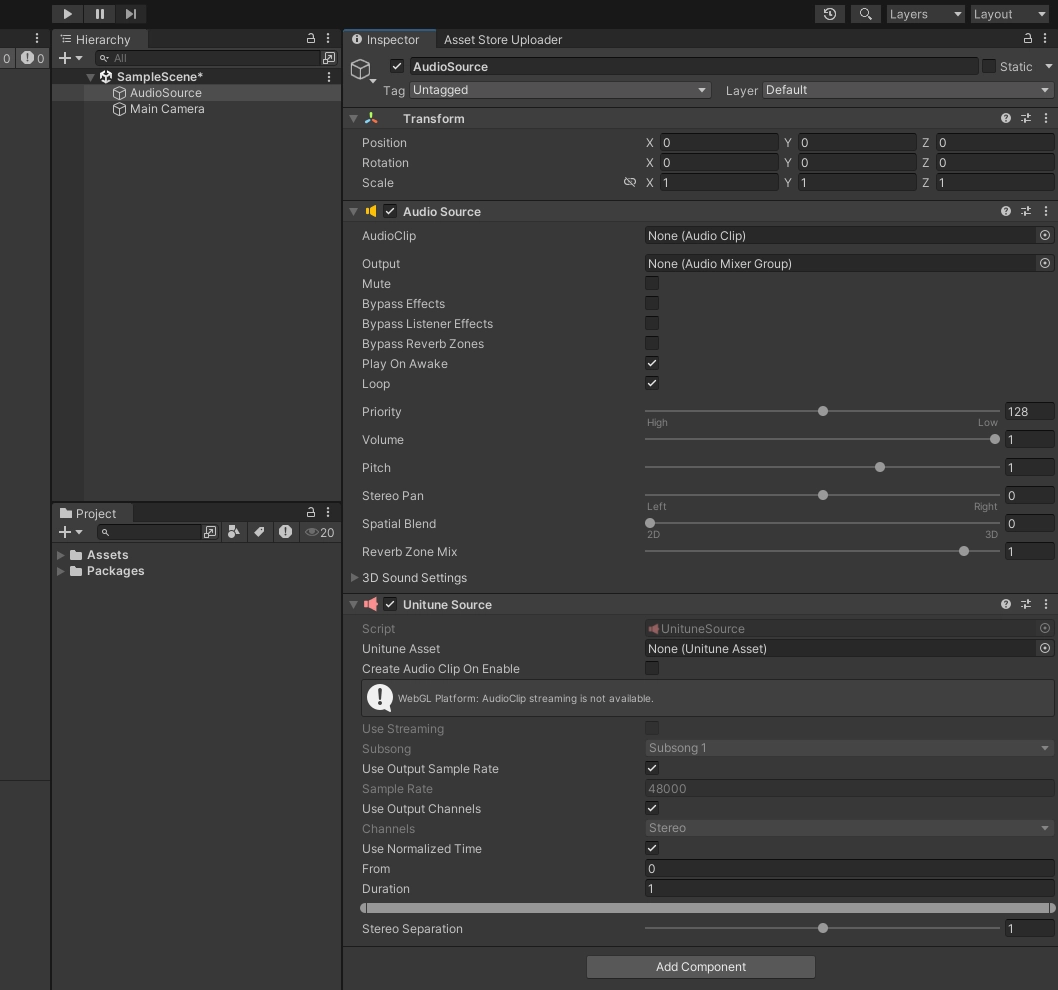 Layers Layout
Hierarchy
0 0 All
SampleScene*
AudioSource
Main Camera
Project
20
Assets
Packages
Inspector Asset Store Uploader
AudioSource Static
Tag Untagged Layer Default
Transform
Position X 0 Y 0 Z 0
Rotation X 0 Y 0 Z 0
Scale X 1 Y 1 Z 1
Audio Source
AudioClip None (Audio Clip)
Output None (Audio Mixer Group)
Mute
Bypass Effects
Bypass Listener Effects
Bypass Reverb Zones
Play On Awake
Loop
Priority 128
High Low
Volume 1
Pitch 1
Stereo Pan 0
Left Right
Spatial Blend 0
2D 3D
Reverb Zone Mix 1
3D Sound Settings
Unitune Source
Script UnituneSource
Unitune Asset None (Unitune Asset)
Create Audio Clip On Enable
WebGL Platform: AudioClip streaming is not available.
Use Streaming
Subsong Subsong 1
Use Output Sample Rate
Sample Rate 48000
Use Output Channels
Channels Stereo
Use Normalized Time
From 0
Duration 1
Stereo Separation 1
Add Component